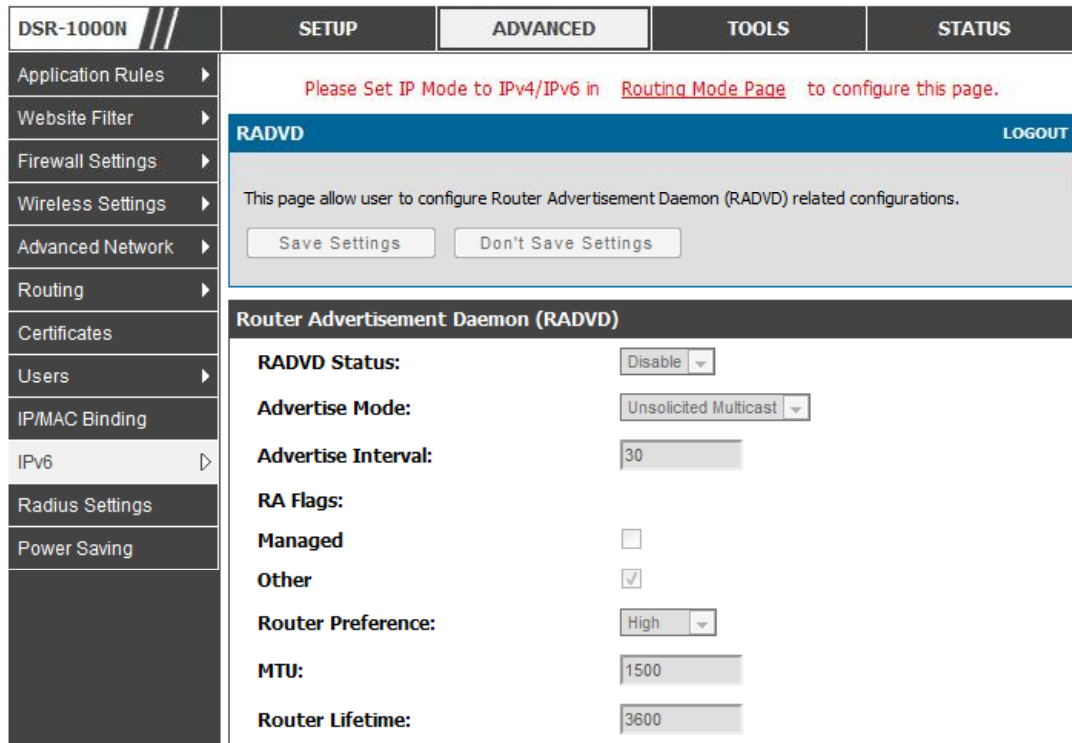 DSR-1000N
SETUP
ADVANCED
TOOLS
STATUS
Application Rules
Website Filter
Firewall Settings
Wireless Settings
Advanced Network
Routing
Certificates
Users
IP/MAC Binding
IPv6
Radius Settings
Power Saving
Please Set IP Mode to IPv4/IPv6 in Routing Mode Page to configure this page.
RADVD LOGOUT
This page allow user to configure Router Advertisement Daemon (RADVD) related configurations.
Save Settings Don't Save Settings
Router Advertisement Daemon (RADVD)
RADVD Status: Disable
Advertise Mode: Unsolicited Multicast
Advertise Interval: 30
RA Flags:
Managed
Other
Router Preference: High
MTU: 1500
Router Lifetime: 3600